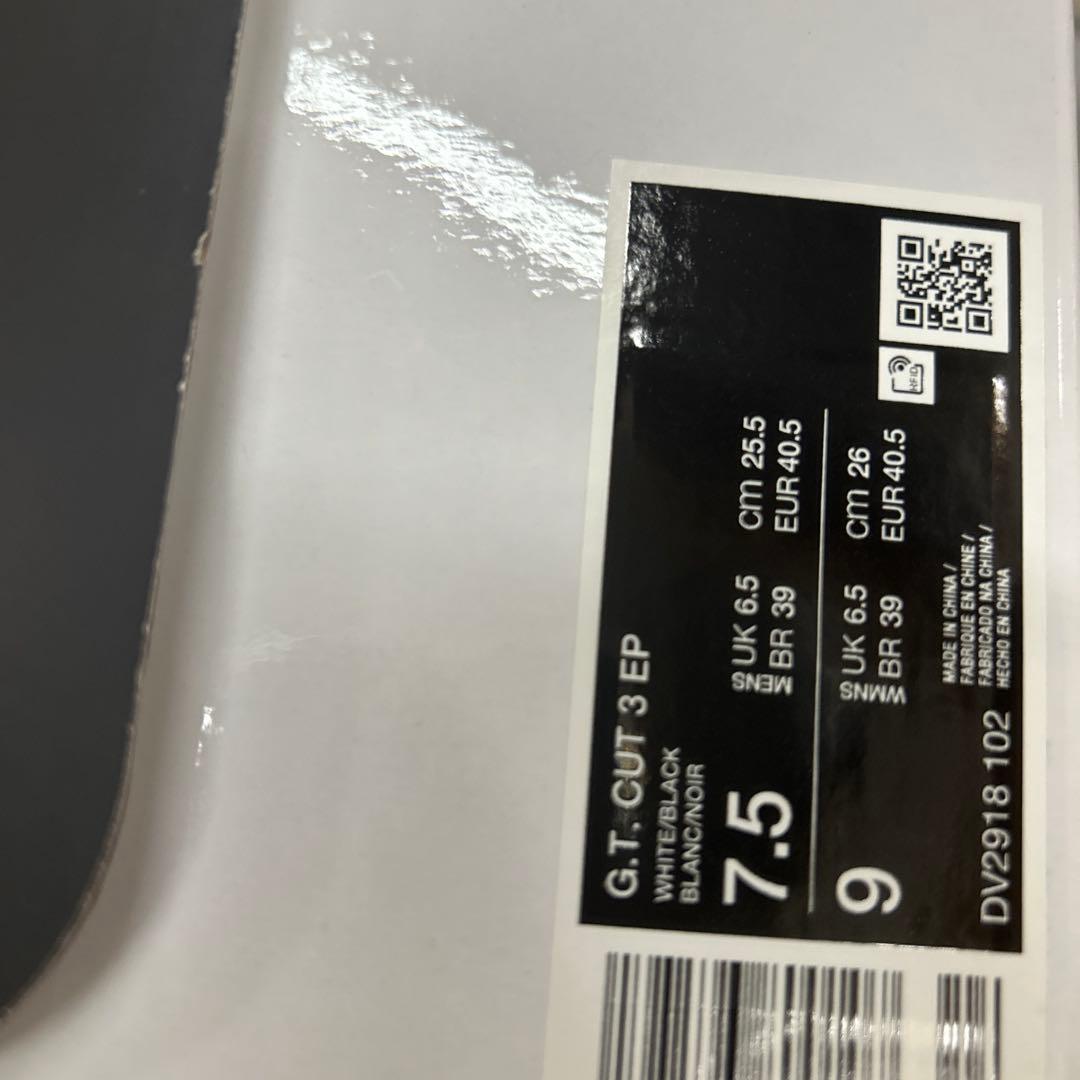 G.T. CUT 3 EP
WHITE/BLACK
BLANC/NOIR
7.5
MENS
UK 6.5
cm 25.5
BR 39
EUR 40.5
9
WMNS
UK 6.5
cm 26
BR 39
EUR 40.5
RFID
DV2918 102
MADE IN CHINA /
FABRIQUE EN CHINE /
FABRICADO NA CHINA /
HECHO EN CHINA